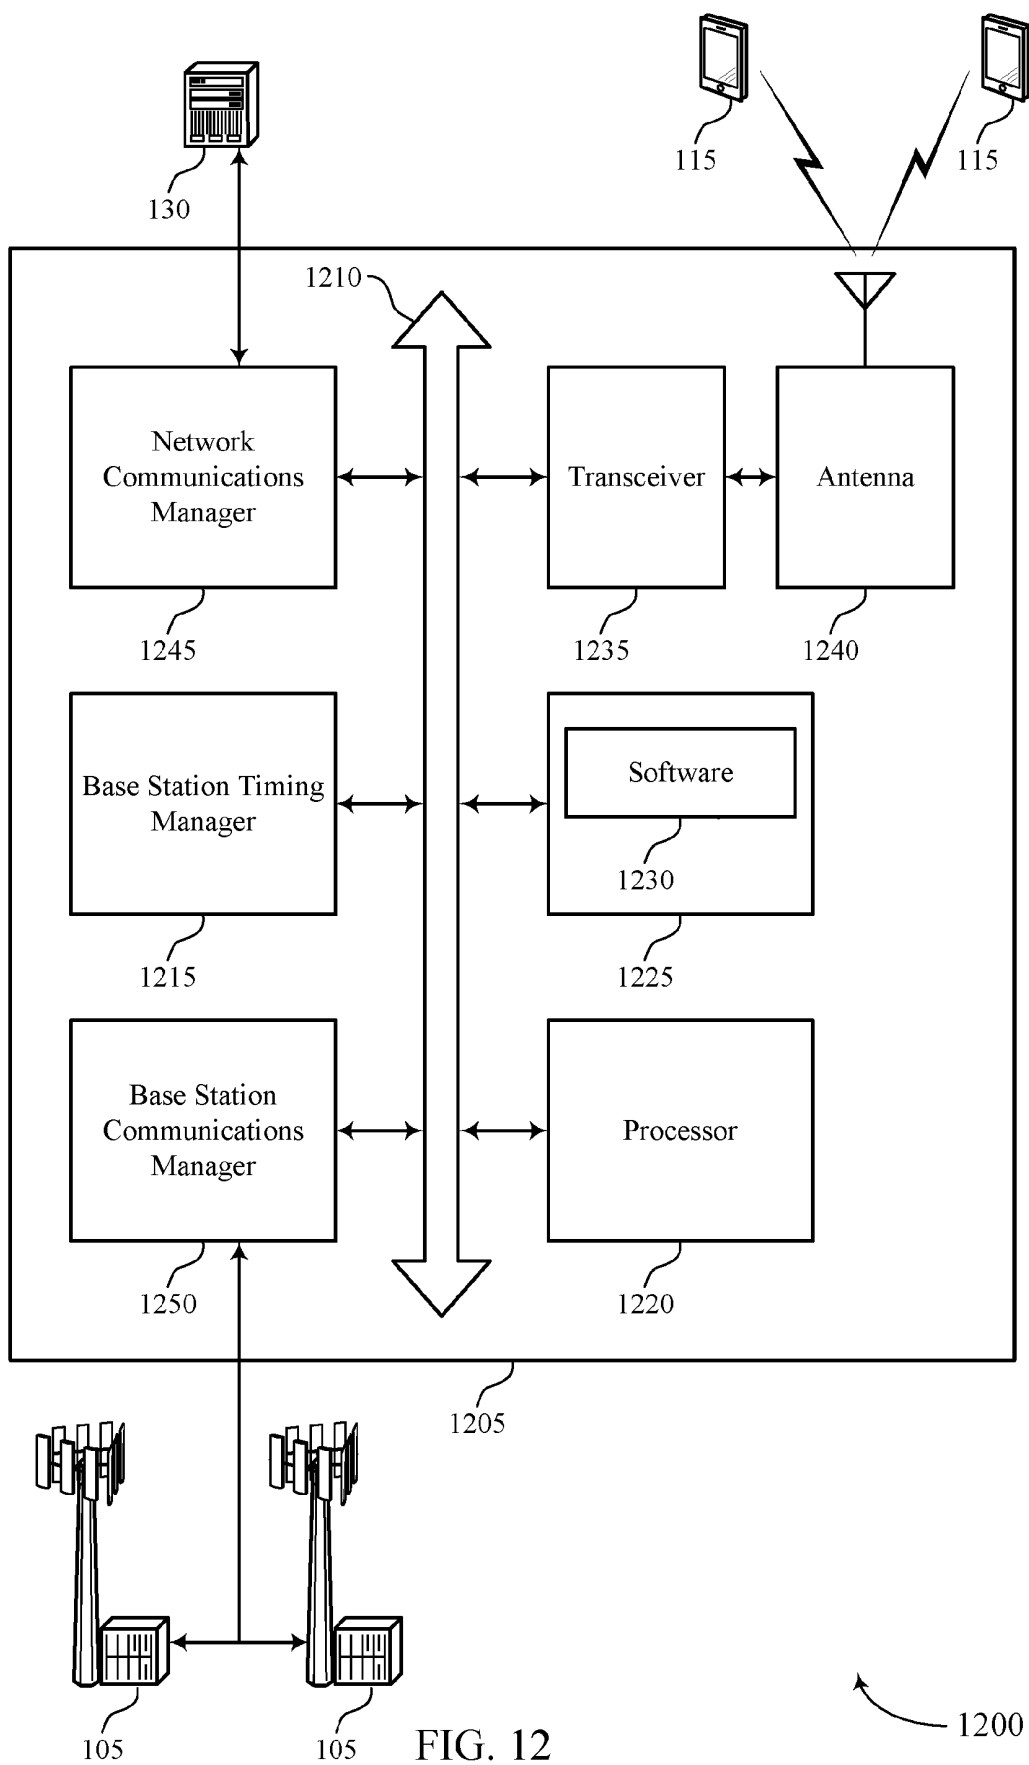 115
115
130
1210
Network
Communications
Manager
Transceiver
Antenna
1245
1235
1240
Base Station Timing
Manager
Software
1230
1215
1225
Base Station
Communications
Manager
Processor
1250
1220
1205
105
105
FIG. 12
1200